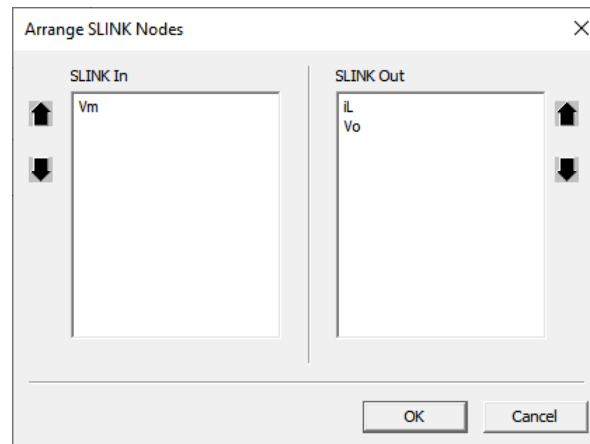 Arrange SLINK Nodes
SLINK In
SLINK Out
Vm
iL
Vo
OK
Cancel